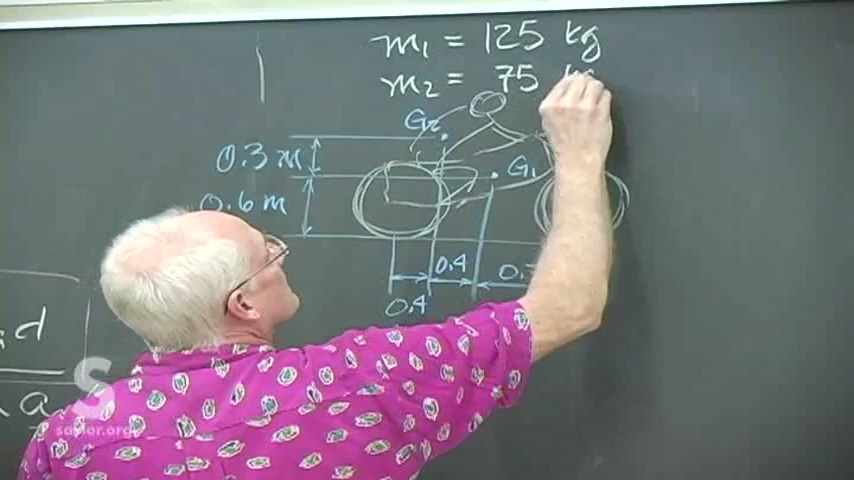 m₁ = 125 kg
m₂ = 75
G₂
0.3 m
G₁
0.6 m
0.4
0.4
d
a
S
saylor.org